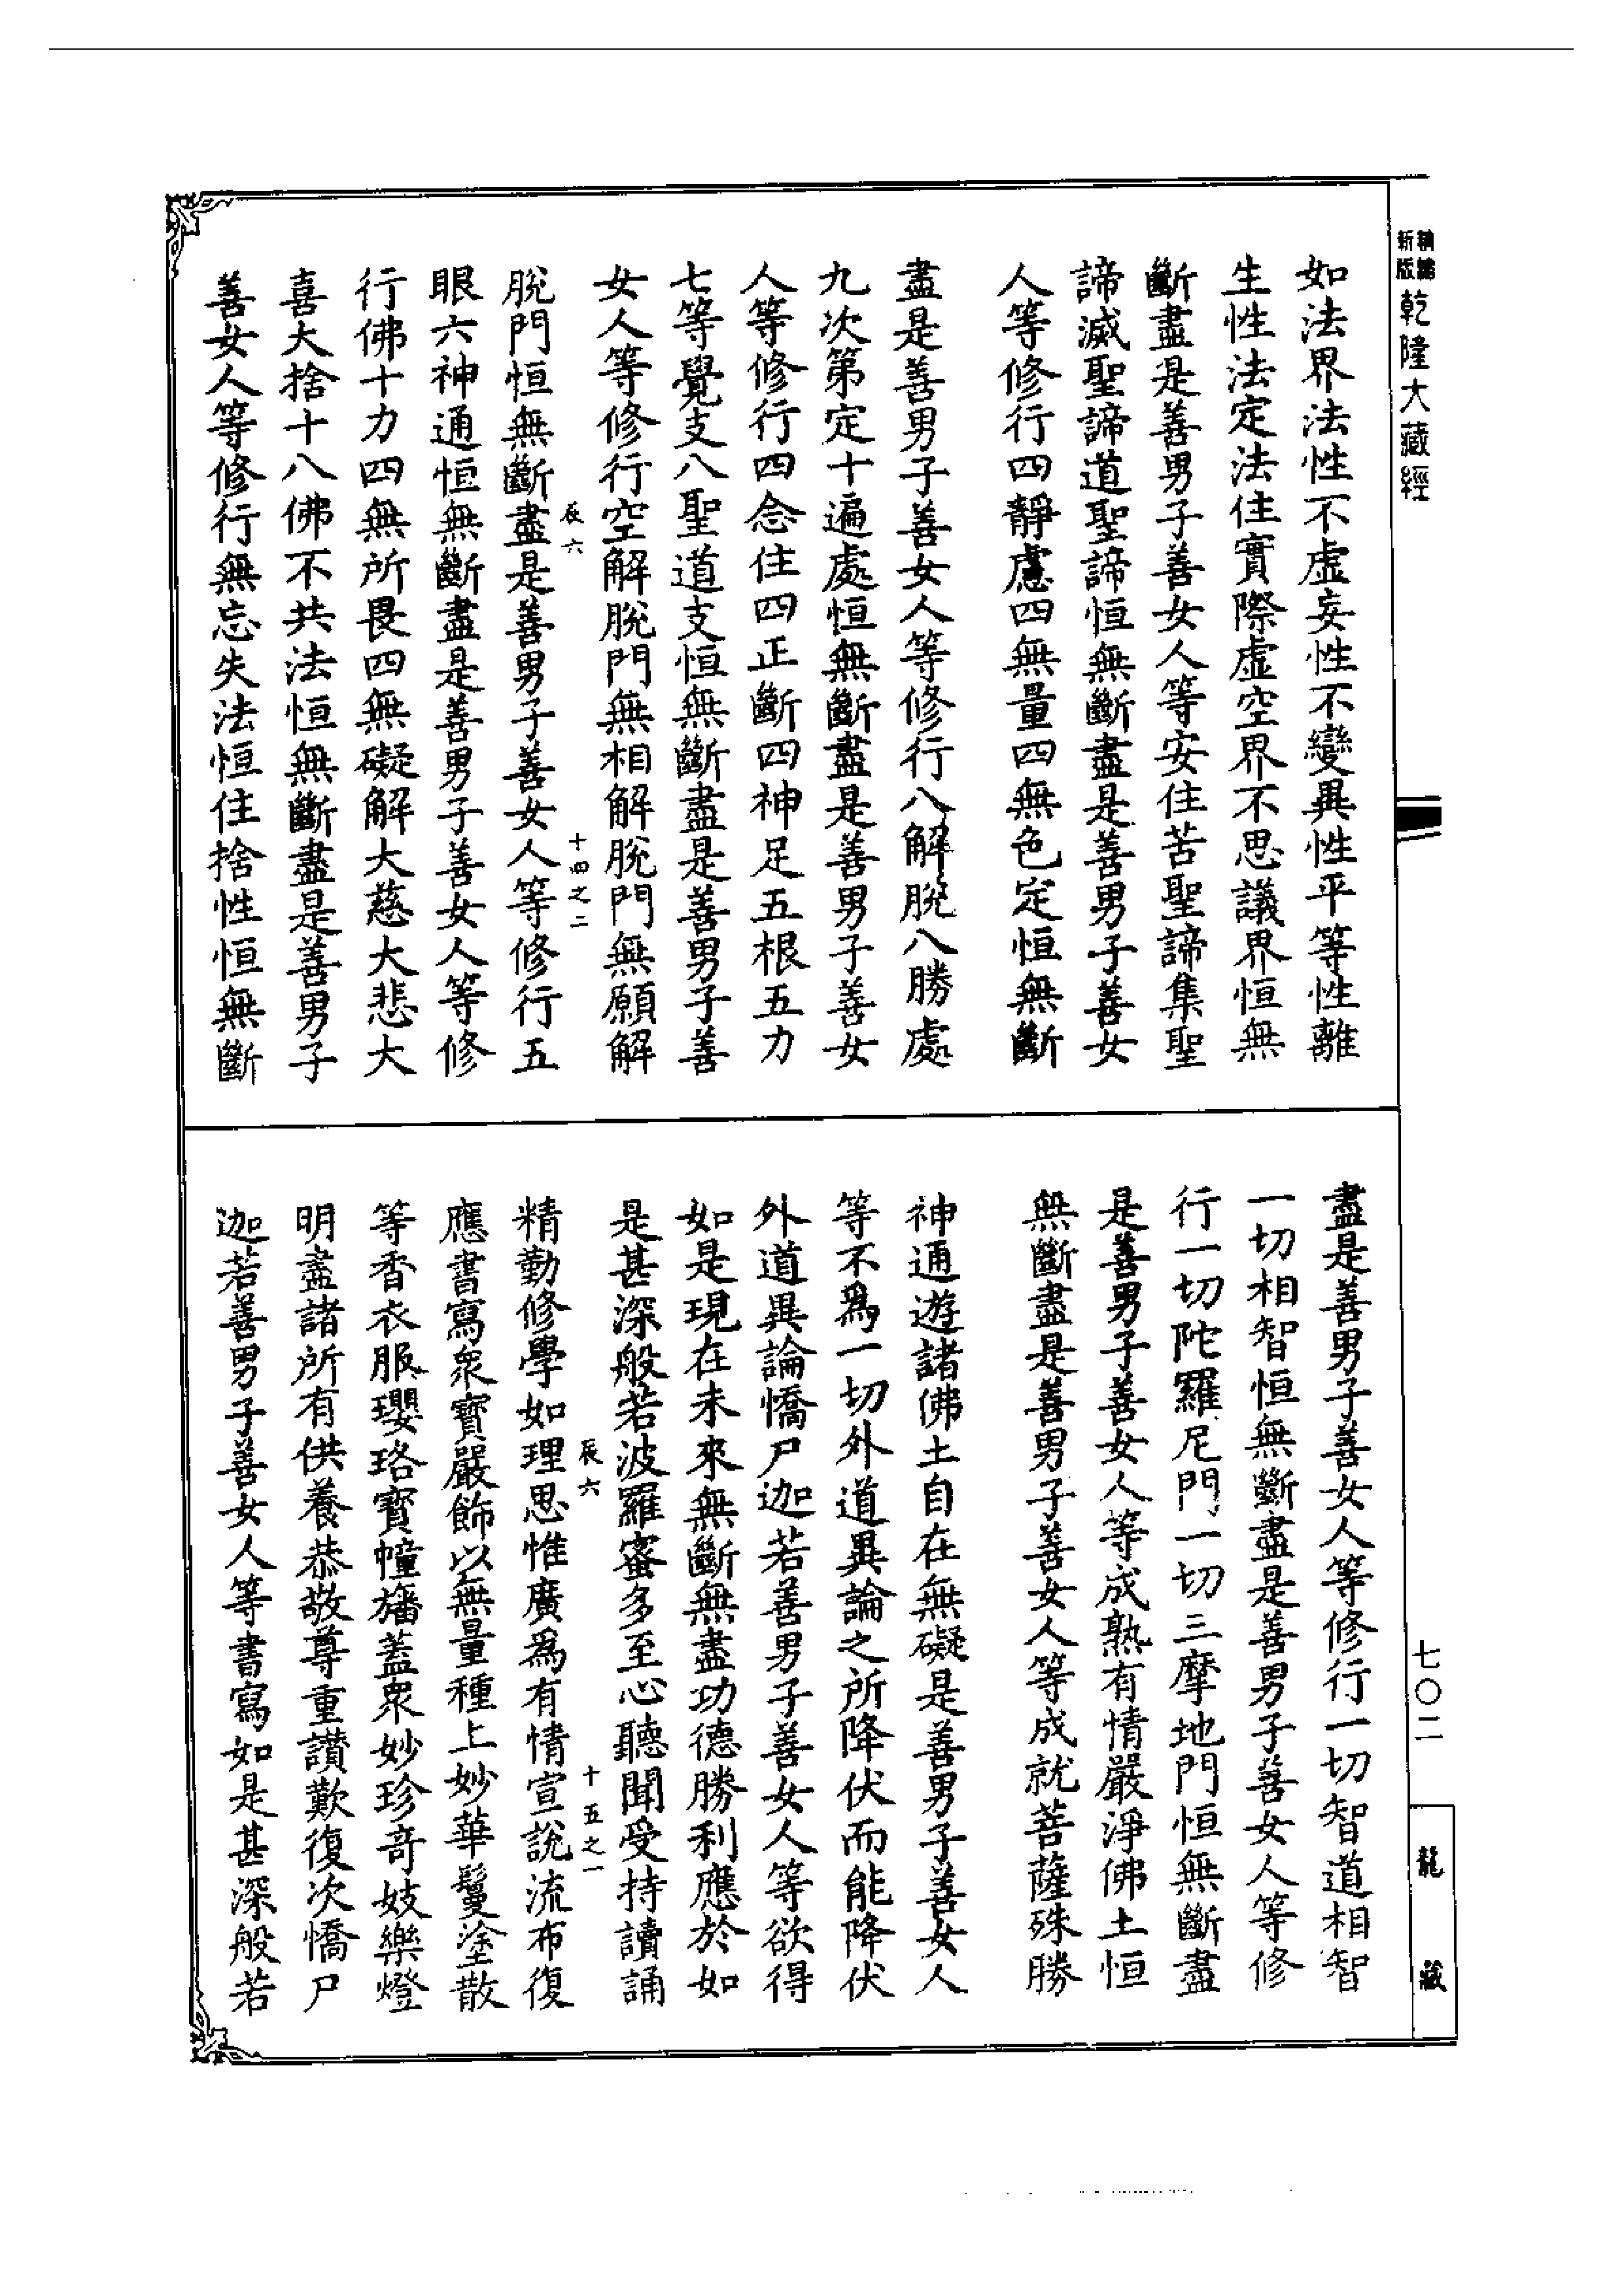 新編縮版乾隆大藏經
如法界法性不虛妄性不變異性平等性離
生性法定法住實際虛空界不思議界恒無
斷盡是善男子善女人等安住苦聖諦集聖
諦滅聖諦道聖諦恒無斷盡是善男子善女
人等修行四靜慮四無量四無色定恒無斷
盡是善男子善女人等修行八解脫八勝處
九次第定十遍處恒無斷盡是善男子善女
人等修行四念住四正斷四神足五根五力
七等覺支八聖道支恒無斷盡是善男子善
女人等修行空解脫門無相解脫門無願解
辰六
十四之二
脫門恒無斷盡是善男子善女人等修行五
眼六神通恒無斷盡是善男子善女人等修
行佛十力四無所畏四無礙解大慈大悲大
喜大捨十八佛不共法恒無斷盡是善男子
善女人等修行無忘失法恒住捨性恒無斷
盡是善男子善女人等修行一切智道相智
一切相智恒無斷盡是善男子善女人等修
行一切陀羅尼門一切三摩地門恒無斷盡
是善男子善女人等成熟有情嚴淨佛土恒
無斷盡是善男子善女人等成就菩薩殊勝
神通遊諸佛土自在無礙是善男子善女人
等不為一切外道異論之所降伏而能降伏
外道異論憍尸迦若善男子善女人等欲得
如是現在未來無斷無盡功德勝利應於如
是甚深般若波羅蜜多至心聽聞受持讀誦
辰六
十五之一
精勤修學如理思惟廣為有情宣說流布復
應書寫眾寶嚴飾以無量種上妙華鬘塗散
等香衣服瓔珞寶幢旛蓋眾妙珍奇妓樂燈
明盡諸所有供養恭敬尊重讚歎復次憍尸
迦若善男子善女人等書寫如是甚深般若
七〇二
龍藏